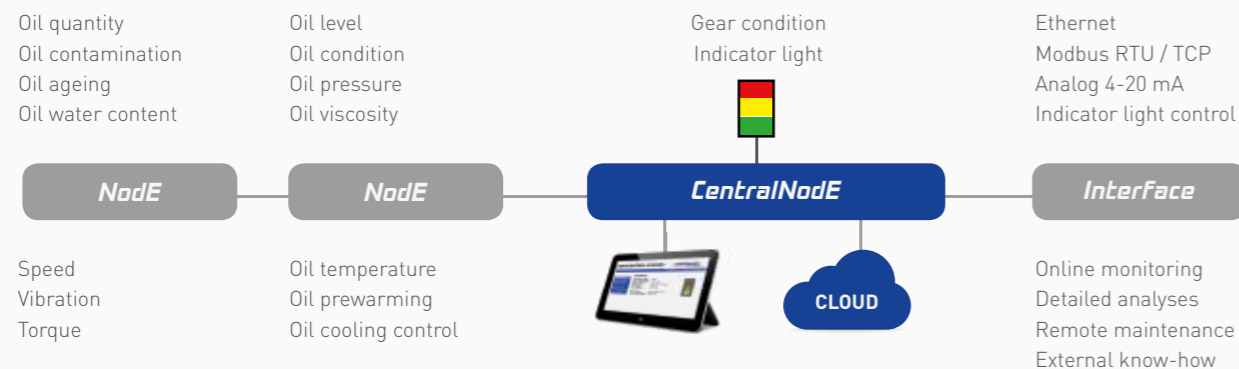 Oil quantity
Oil contamination
Oil ageing
Oil water content
Oil level
Oil condition
Oil pressure
Oil viscosity
Gear condition
Indicator light
Ethernet
Modbus RTU / TCP
Analog 4-20 mA
Indicator light control
NodE
NodE
CentralNodE
Interface
Speed
Vibration
Torque
Oil temperature
Oil prewarming
Oil cooling control
CLOUD
Online monitoring
Detailed analyses
Remote maintenance
External know-how